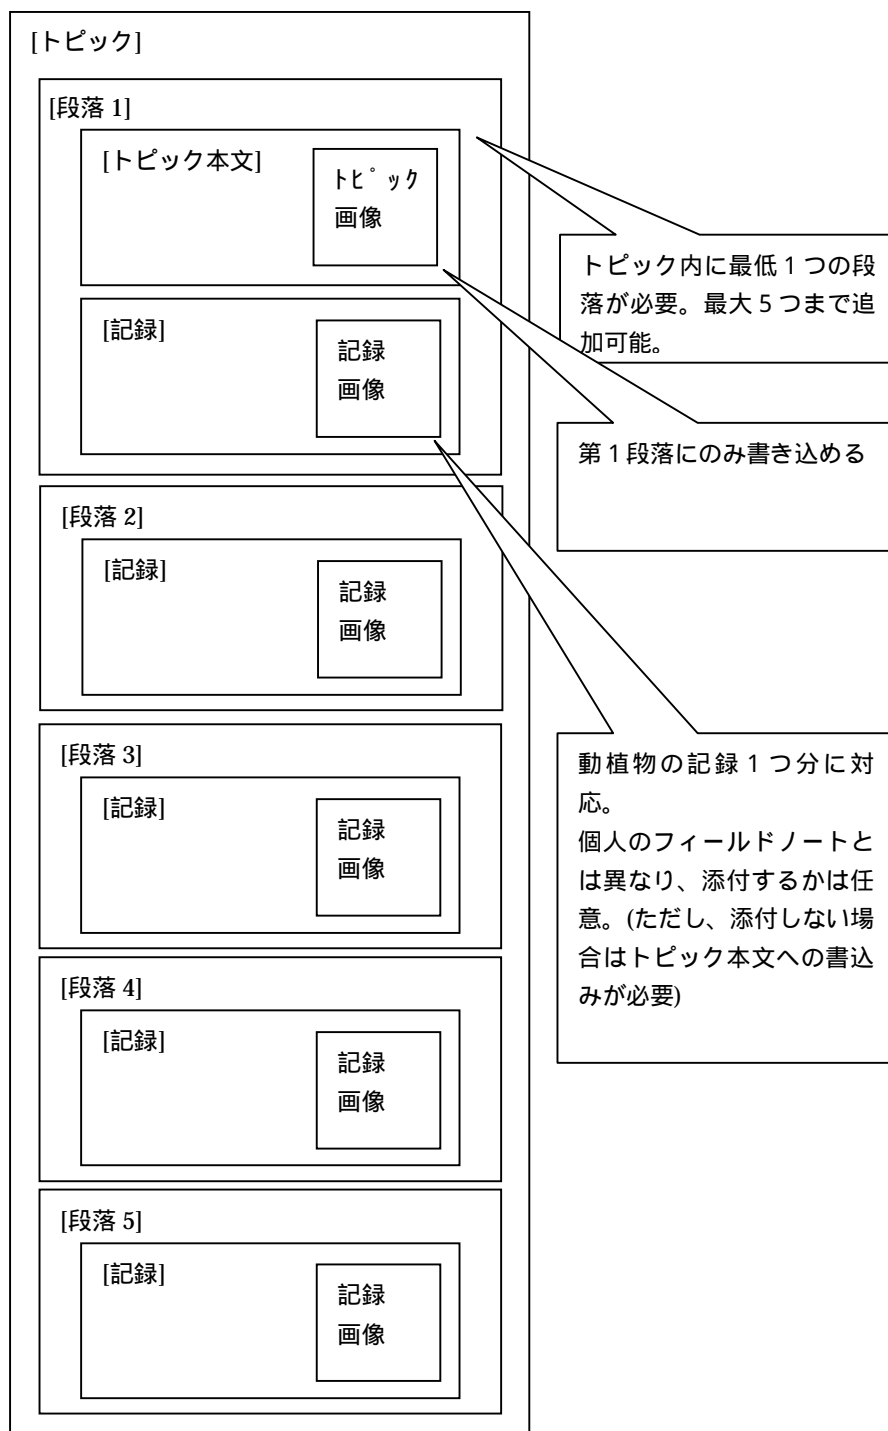 [トピック]
[段落 1]
[トピック本文]
ﾄﾋﾟｯｸ
画像
[記録]
記録
画像
トピック内に最低 1 つの段
落が必要。最大 5 つまで追
加可能。
第 1 段落にのみ書き込める
[段落 2]
[記録]
記録
画像
[段落 3]
[記録]
記録
画像
動植物の記録 1 つ分に対
応。
個人のフィールドノートと
は異なり、添付するかは任
意。(ただし、添付しない場
合はトピック本文への書込
みが必要)
[段落 4]
[記録]
記録
画像
[段落 5]
[記録]
記録
画像